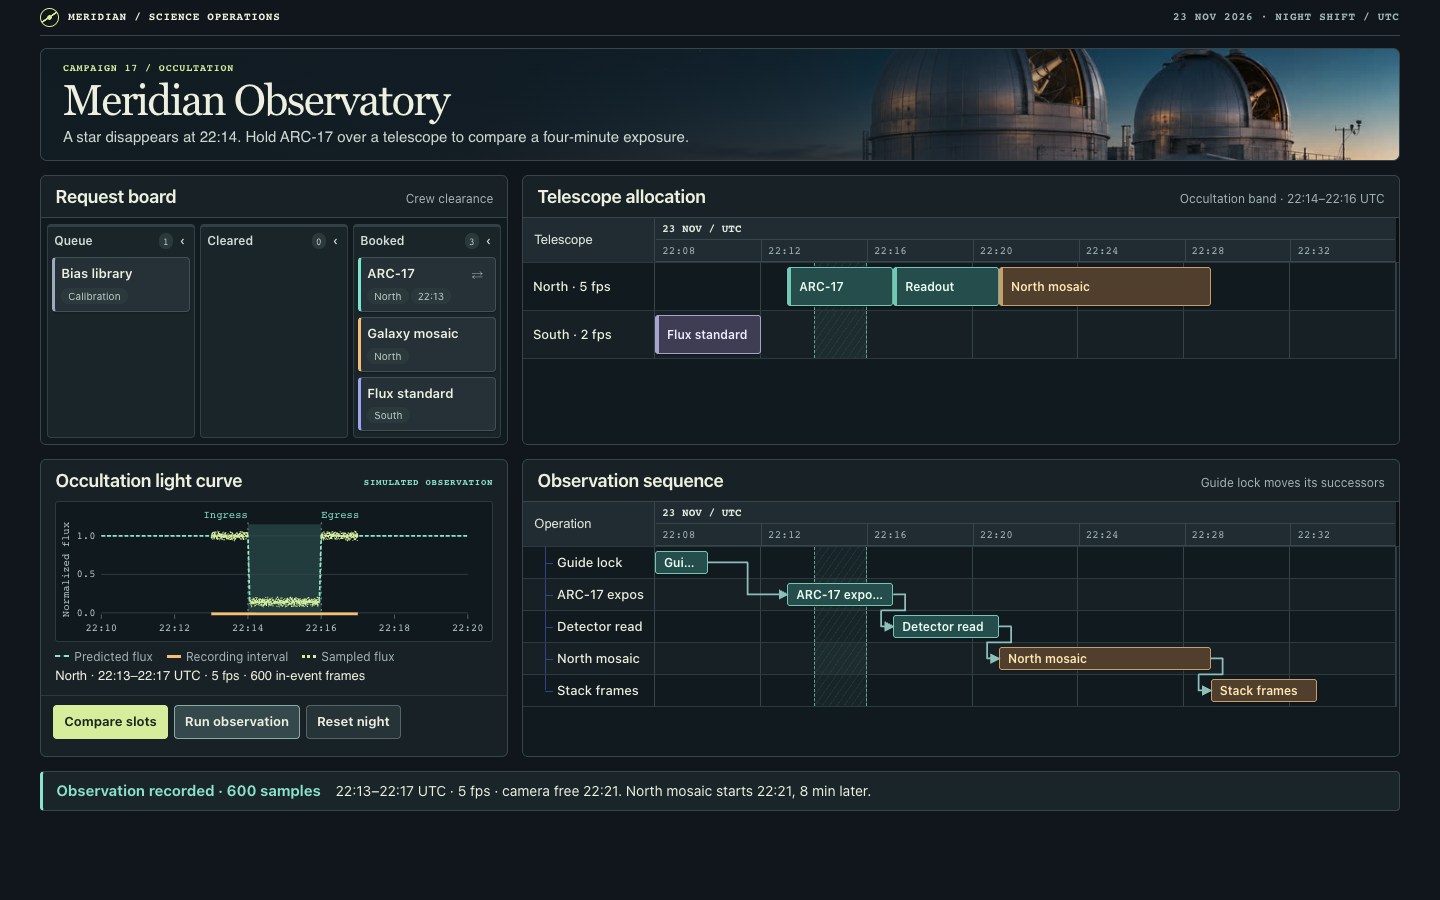 MERIDIAN / SCIENCE OPERATIONS
23 NOV 2026 · NIGHT SHIFT / UTC
CAMPAIGN 17 / OCCULTATION
Meridian Observatory
A star disappears at 22:14. Hold ARC-17 over a telescope to compare a four-minute exposure.
Request board
Crew clearance
Queue 1 ‹
Bias library
Calibration
Cleared 0 ‹
Booked 3 ‹
ARC-17 ⇄
North 22:13
Galaxy mosaic
North
Flux standard
South
Telescope allocation
Occultation band · 22:14–22:16 UTC
Telescope
23 NOV / UTC
22:08 22:12 22:16 22:20 22:24 22:28 22:32
North · 5 fps
ARC-17 Readout North mosaic
South · 2 fps
Flux standard
Occultation light curve
SIMULATED OBSERVATION
Ingress Egress
Normalized flux
1.0
0.5
0.0
22:10 22:12 22:14 22:16 22:18 22:20
Predicted flux Recording interval Sampled flux
North · 22:13–22:17 UTC · 5 fps · 600 in-event frames
Compare slots Run observation Reset night
Observation sequence
Guide lock moves its successors
Operation
23 NOV / UTC
22:08 22:12 22:16 22:20 22:24 22:28 22:32
Guide lock Gui...
ARC-17 expos ARC-17 expo...
Detector read Detector read
North mosaic North mosaic
Stack frames Stack frames
Observation recorded · 600 samples 22:13–22:17 UTC · 5 fps · camera free 22:21. North mosaic starts 22:21, 8 min later.